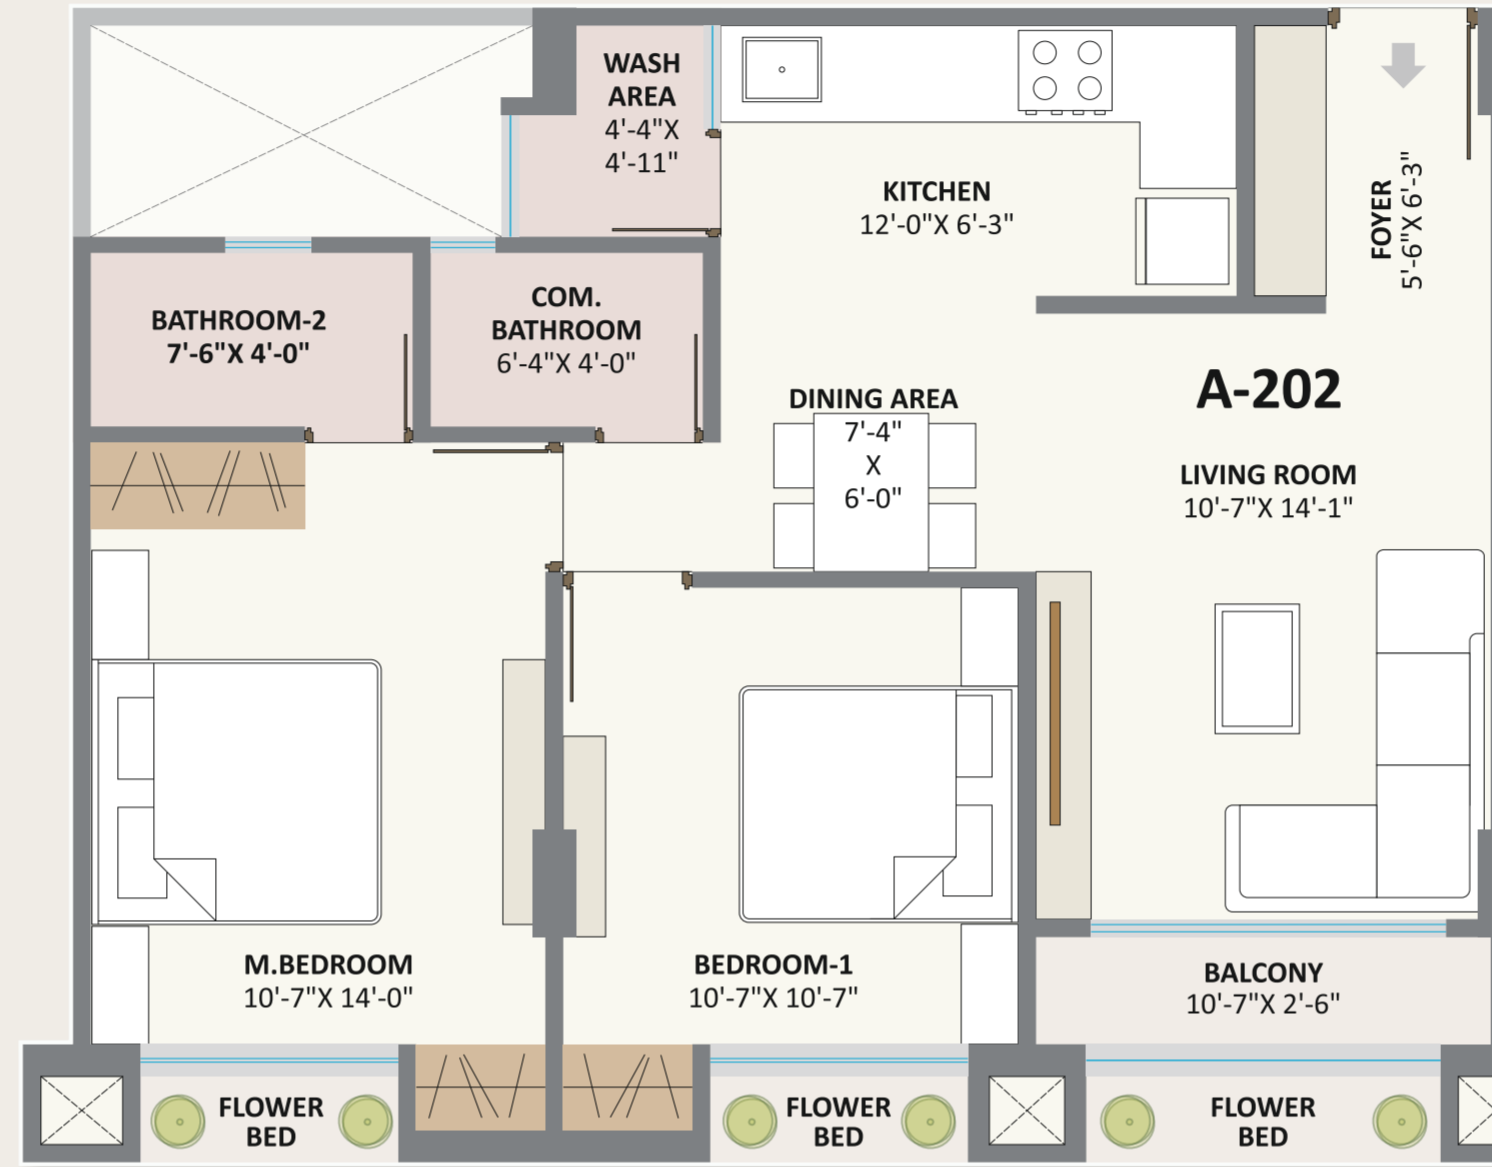 WASH
AREA
4'-4"X
4'-11"
KITCHEN
12'-0"X 6'-3"
FOYER
5'-6"X 6'-3"
BATHROOM-2
7'-6"X 4'-0"
COM.
BATHROOM
6'-4"X 4'-0"
DINING AREA
7'-4"
X
6'-0"
A-202
LIVING ROOM
10'-7"X 14'-1"
M.BEDROOM
10'-7"X 14'-0"
BEDROOM-1
10'-7"X 10'-7"
BALCONY
10'-7"X 2'-6"
FLOWER
BED
FLOWER
BED
FLOWER
BED